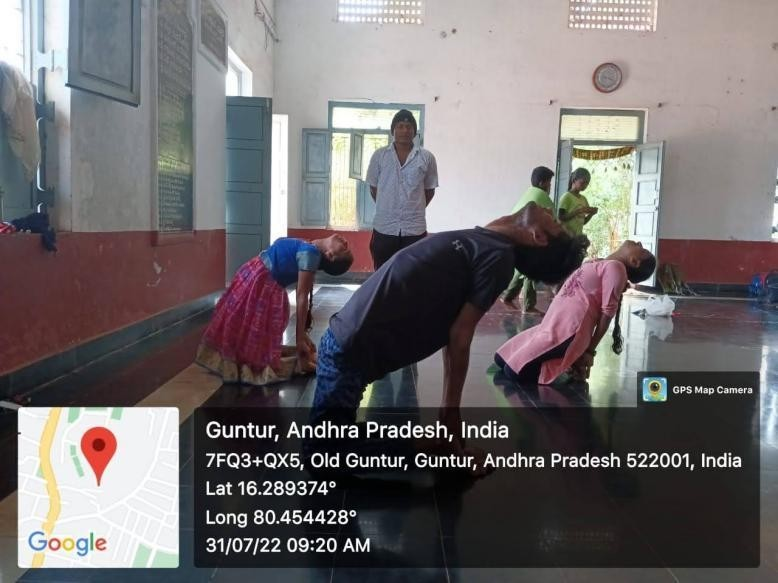 GPS Map Camera
Guntur, Andhra Pradesh, India
7FQ3+QX5, Old Guntur, Guntur, Andhra Pradesh 522001, India
Lat 16.289374°
Long 80.454428°
31/07/22 09:20 AM
Google